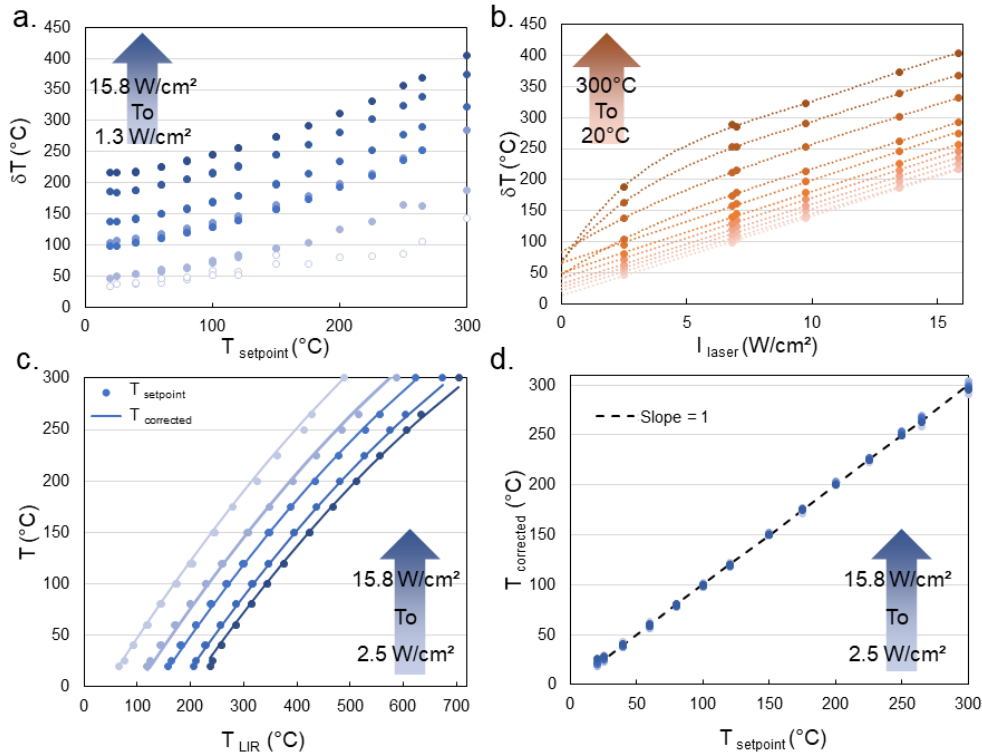 a.
450
400
350
300
250
200
150
100
50
0
δT (°C)
15.8 W/cm²
To
1.3 W/cm²
0
100
200
300
T setpoint (°C)
b.
450
400
350
300
250
200
150
100
50
0
δT (°C)
300°C
To
20°C
0
5
10
15
I laser (W/cm²)
c.
300
250
200
150
100
50
0
T (°C)
T setpoint
T corrected
15.8 W/cm²
To
2.5 W/cm²
0
100
200
300
400
500
600
700
T LIR (°C)
d.
300
250
200
150
100
50
0
T corrected (°C)
Slope = 1
15.8 W/cm²
To
2.5 W/cm²
0
50
100
150
200
250
300
T setpoint (°C)